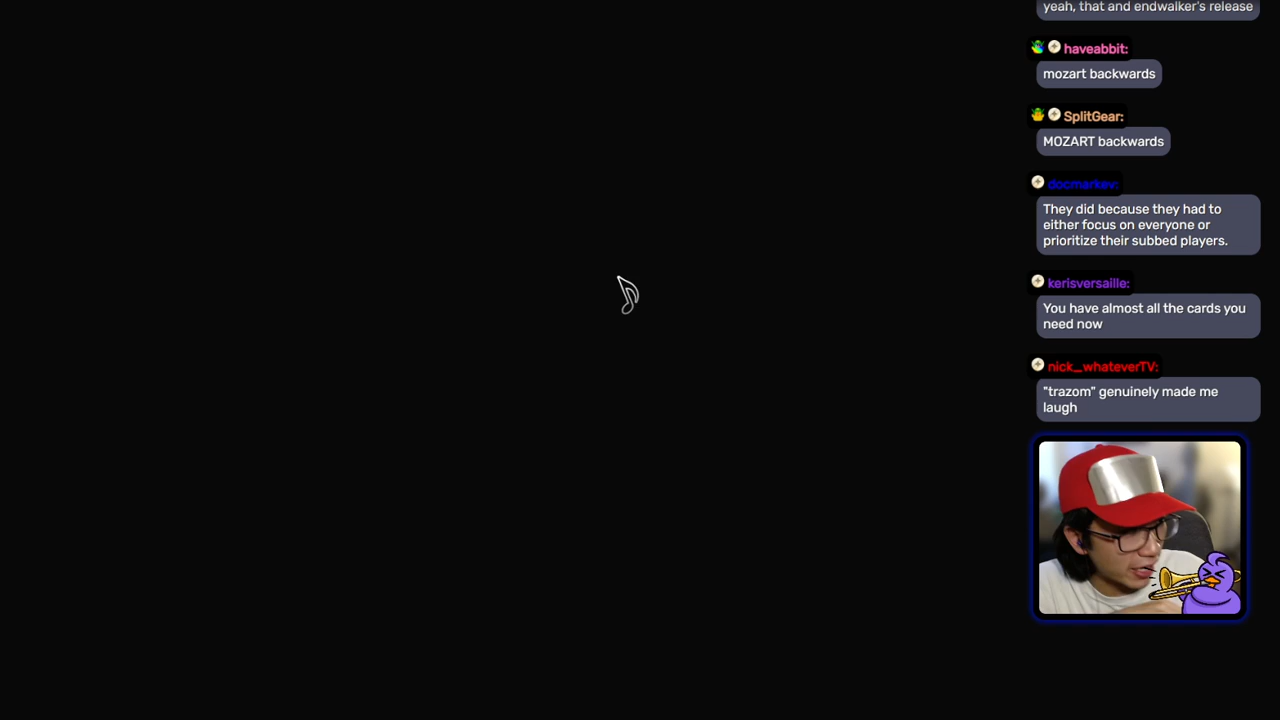 yeah, that and endwalker's release
haveabbit:
mozart backwards
SplitGear:
MOZART backwards
docmarkev:
They did because they had to
either focus on everyone or
prioritize their subbed players.
kerisversaille:
You have almost all the cards you
need now
nick_whateverTV:
"trazom" genuinely made me
laugh